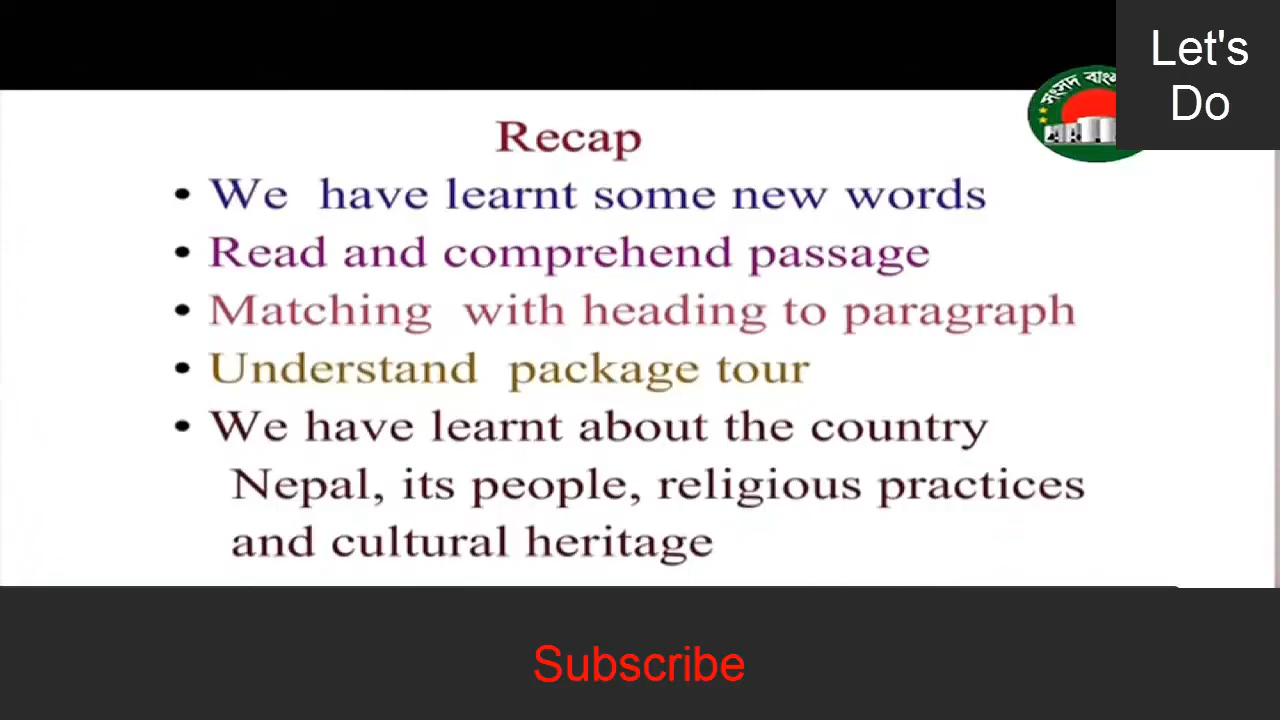 Let's
Do
সংসদ
Recap
• We have learnt some new words
• Read and comprehend passage
• Matching with heading to paragraph
• Understand package tour
• We have learnt about the country
Nepal, its people, religious practices
and cultural heritage
Subscribe